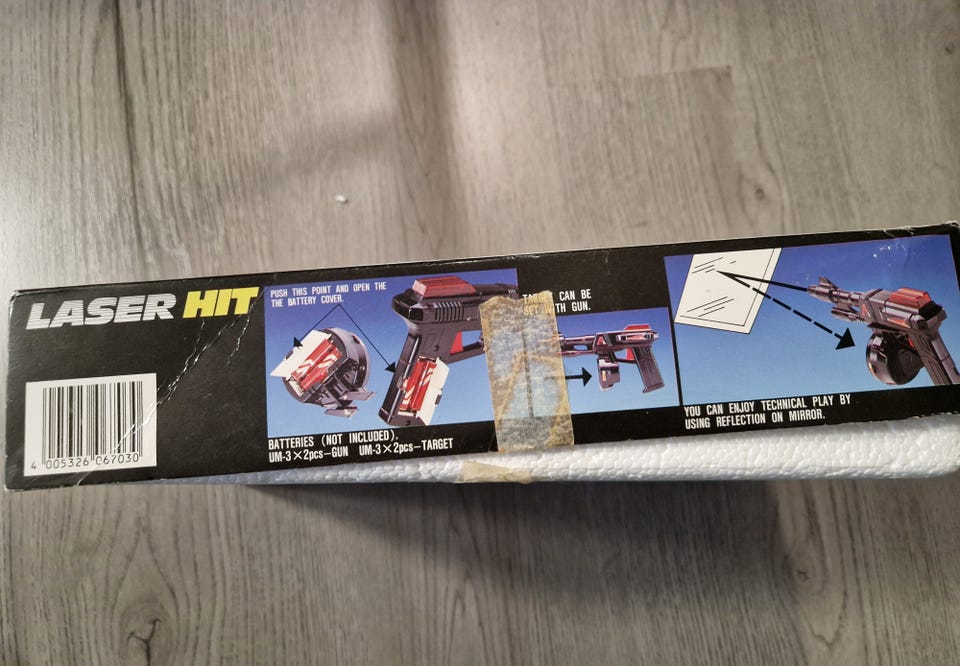 LASER HIT
PUSH THIS POINT AND OPEN THE
THE BATTERY COVER.
CAN BE
GUN.
BATTERIES (NOT INCLUDED).
UM-3×2pcs—GUN UM-3×2pcs—TARGET
YOU CAN ENJOY TECHNICAL PLAY BY
USING REFLECTION ON MIRROR.
4 005326 067030